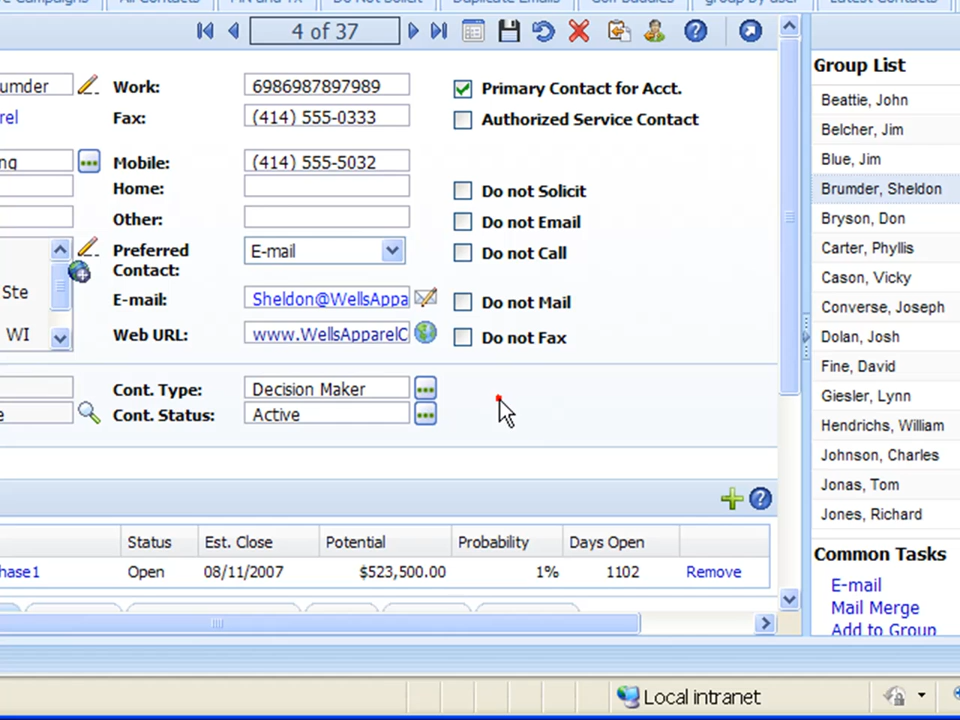 4 of 37
umder
Work:
6986987897989
Primary Contact for Acct.
rel
Fax:
(414) 555-0333
Authorized Service Contact
ng
Mobile:
(414) 555-5032
Home:
Do not Solicit
Other:
Do not Email
Preferred
Contact:
E-mail
Do not Call
Ste
E-mail:
Sheldon@WellsAppa
Do not Mail
WI
Web URL:
www.WellsApparelC
Do not Fax
Cont. Type:
Decision Maker
e
Cont. Status:
Active
Status Est. Close Potential Probability Days Open
hase1 Open 08/11/2007 $523,500.00 1% 1102 Remove
Group List
Beattie, John
Belcher, Jim
Blue, Jim
Brumder, Sheldon
Bryson, Don
Carter, Phyllis
Cason, Vicky
Converse, Joseph
Dolan, Josh
Fine, David
Giesler, Lynn
Hendrichs, William
Johnson, Charles
Jonas, Tom
Jones, Richard
Common Tasks
E-mail
Mail Merge
Add to Group
Local intranet